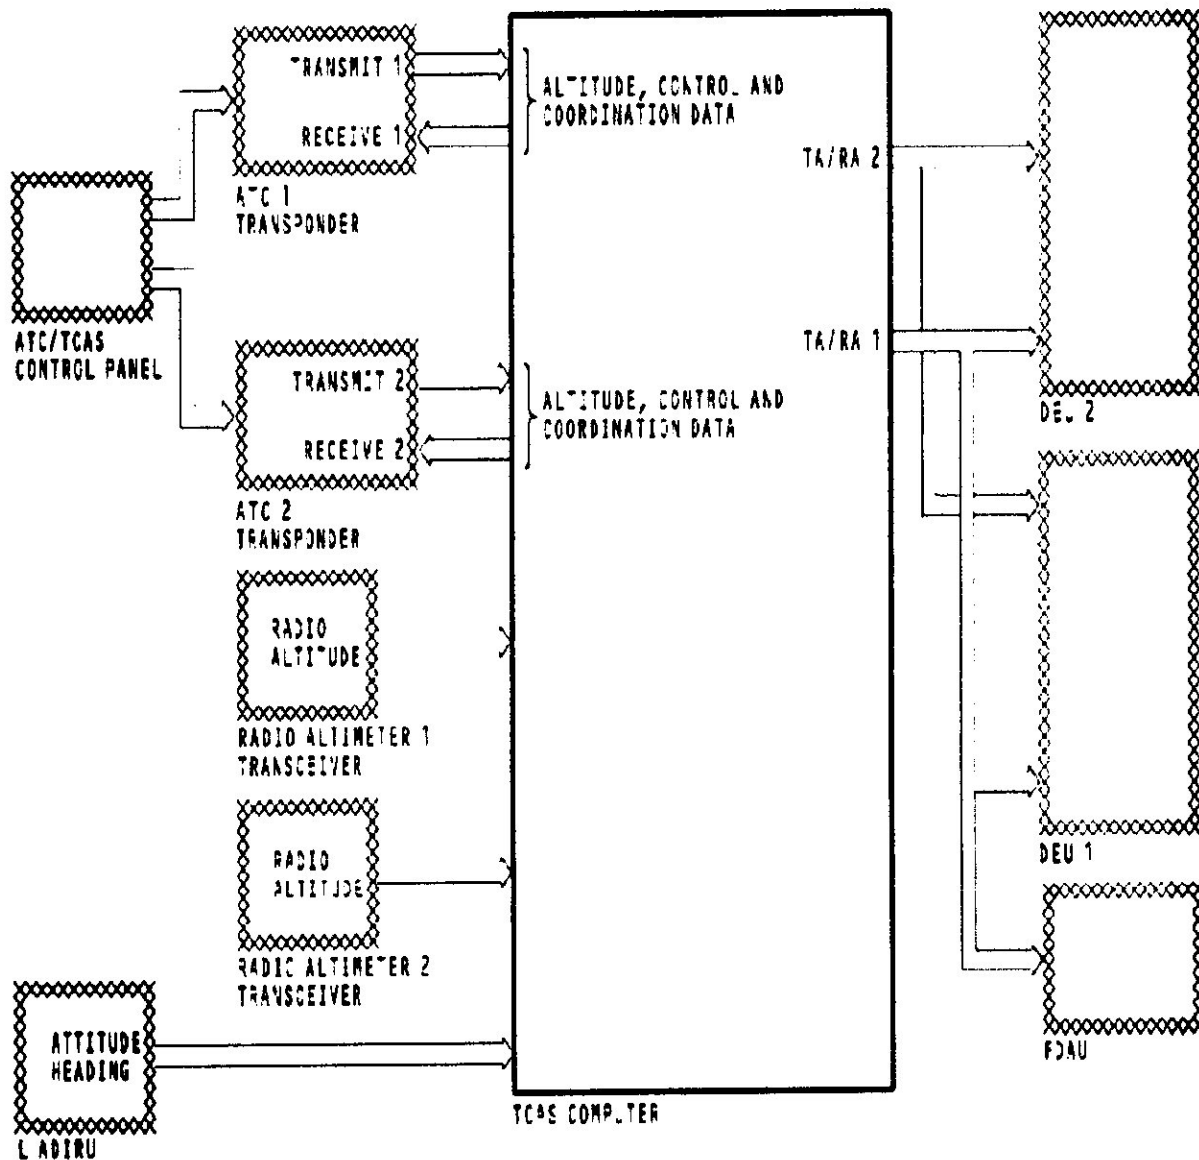 TRANSMIT 1
RECEIVE 1
ATC 1
TRANSPONDER
ALTITUDE, CONTROL AND
COORDINATION DATA
TA/RA 2
ATC/TCAS
CONTROL PANEL
TRANSMIT 2
RECEIVE 2
ATC 2
TRANSPONDER
ALTITUDE, CONTROL AND
COORDINATION DATA
TA/RA 1
DEU 2
RADIO
ALTITUDE
RADIO ALTIMETER 1
TRANSCEIVER
RADIO
ALTITUDE
RADIO ALTIMETER 2
TRANSCEIVER
DEU 1
ATTITUDE
HEADING
L ADIRU
TCAS COMPUTER
FDAU